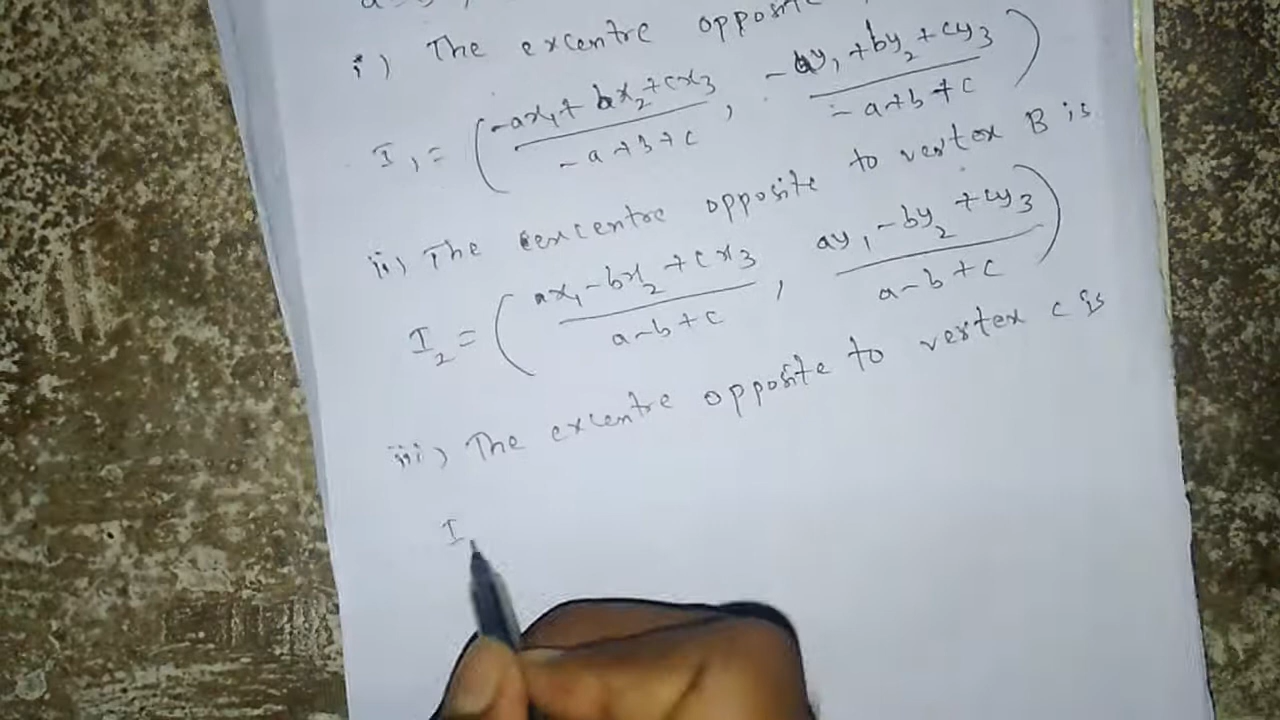 i) The excentre opposite
I₁ = ( (-ax₁ + bx₂ + cx₃)/(-a + b + c) , (-ay₁ + by₂ + cy₃)/(-a + b + c) )
ii) The excentre opposite to vertex B is
I₂ = ( (ax₁ - bx₂ + cx₃)/(a - b + c) , (ay₁ - by₂ + cy₃)/(a - b + c) )
iii) The excentre opposite to vertex C is
I